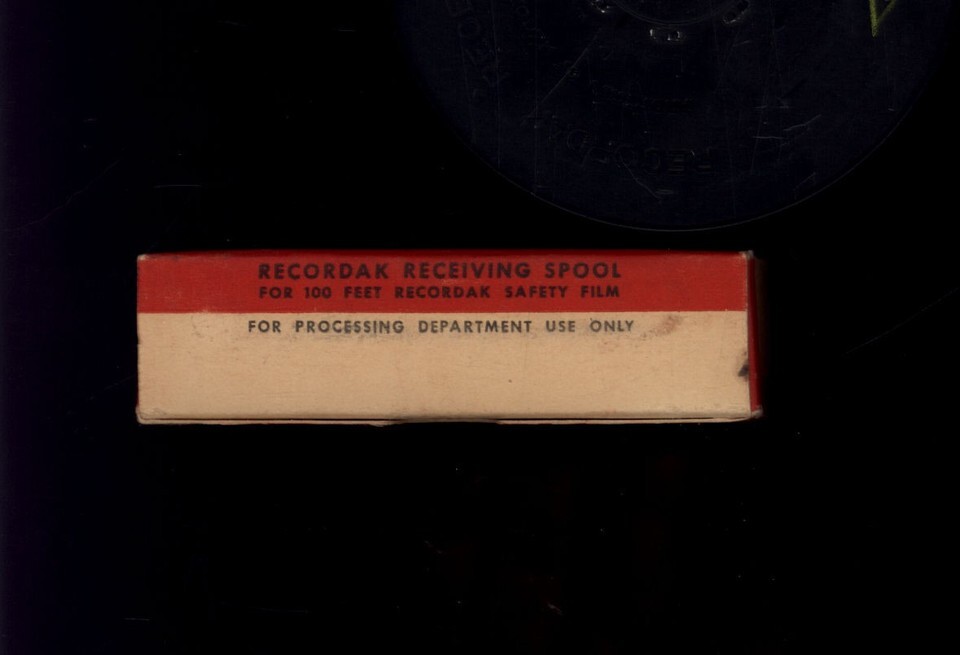 RECORDAK RECEIVING SPOOL
FOR 100 FEET RECORDAK SAFETY FILM
FOR PROCESSING DEPARTMENT USE ONLY